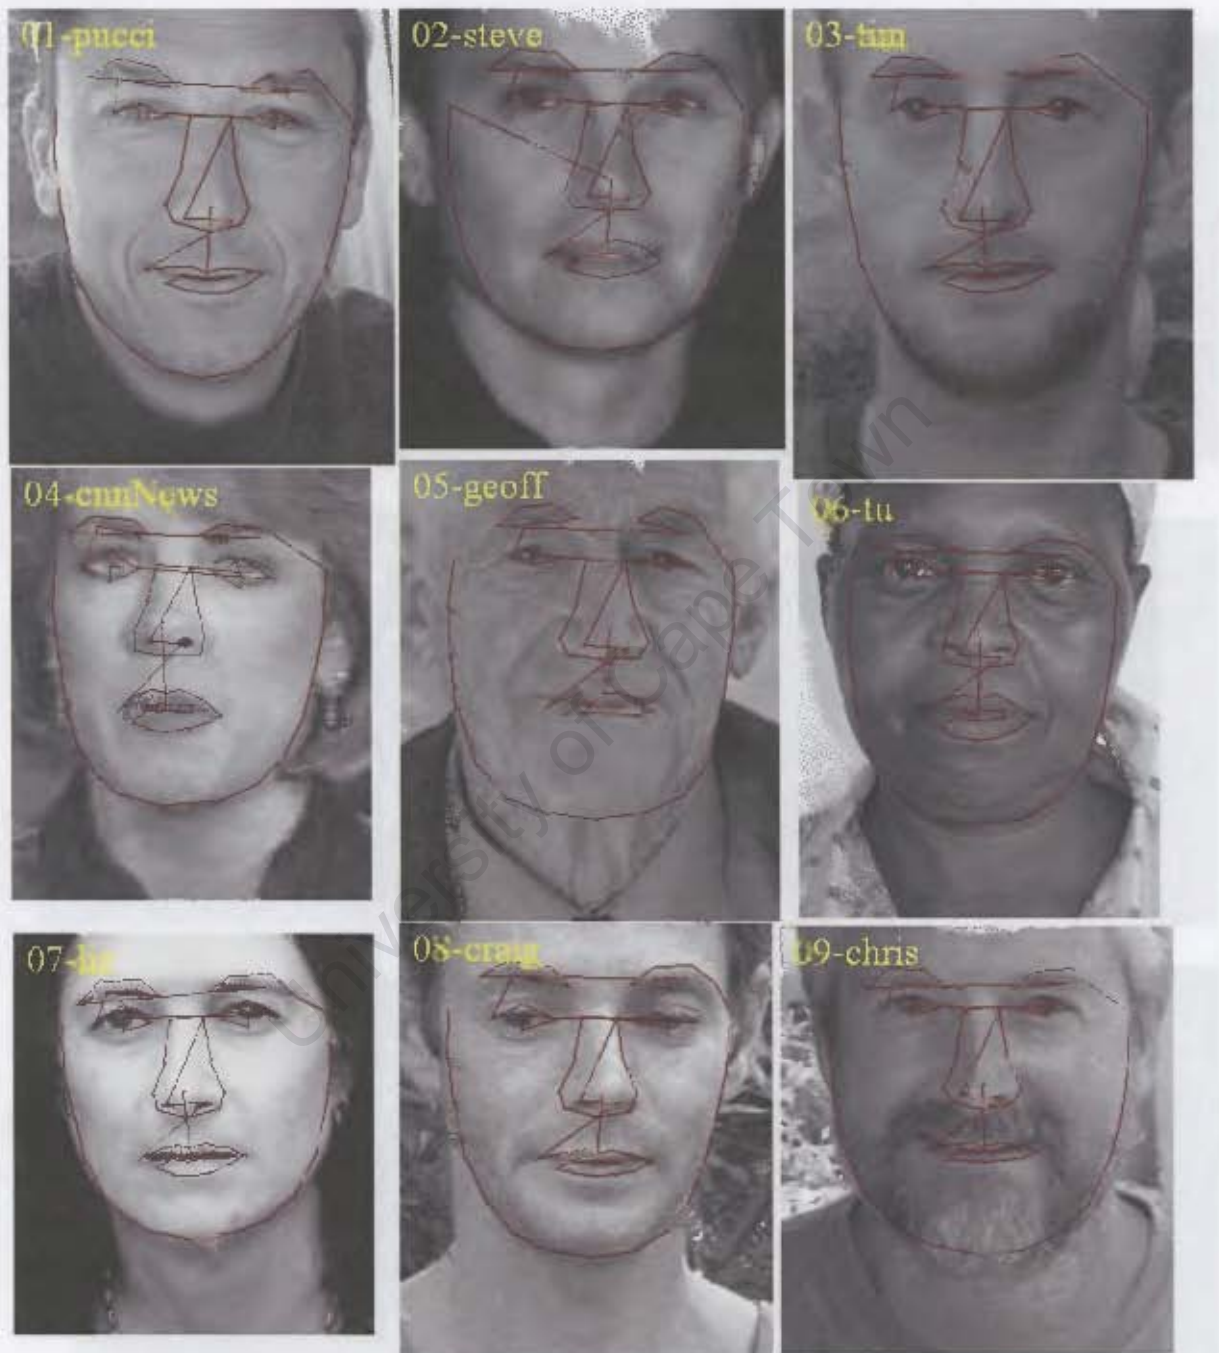 01-pucci
02-steve
03-tim
04-cnnNews
05-geoff
06-tu
07-liz
08-craig
09-chris
University of Cape Town